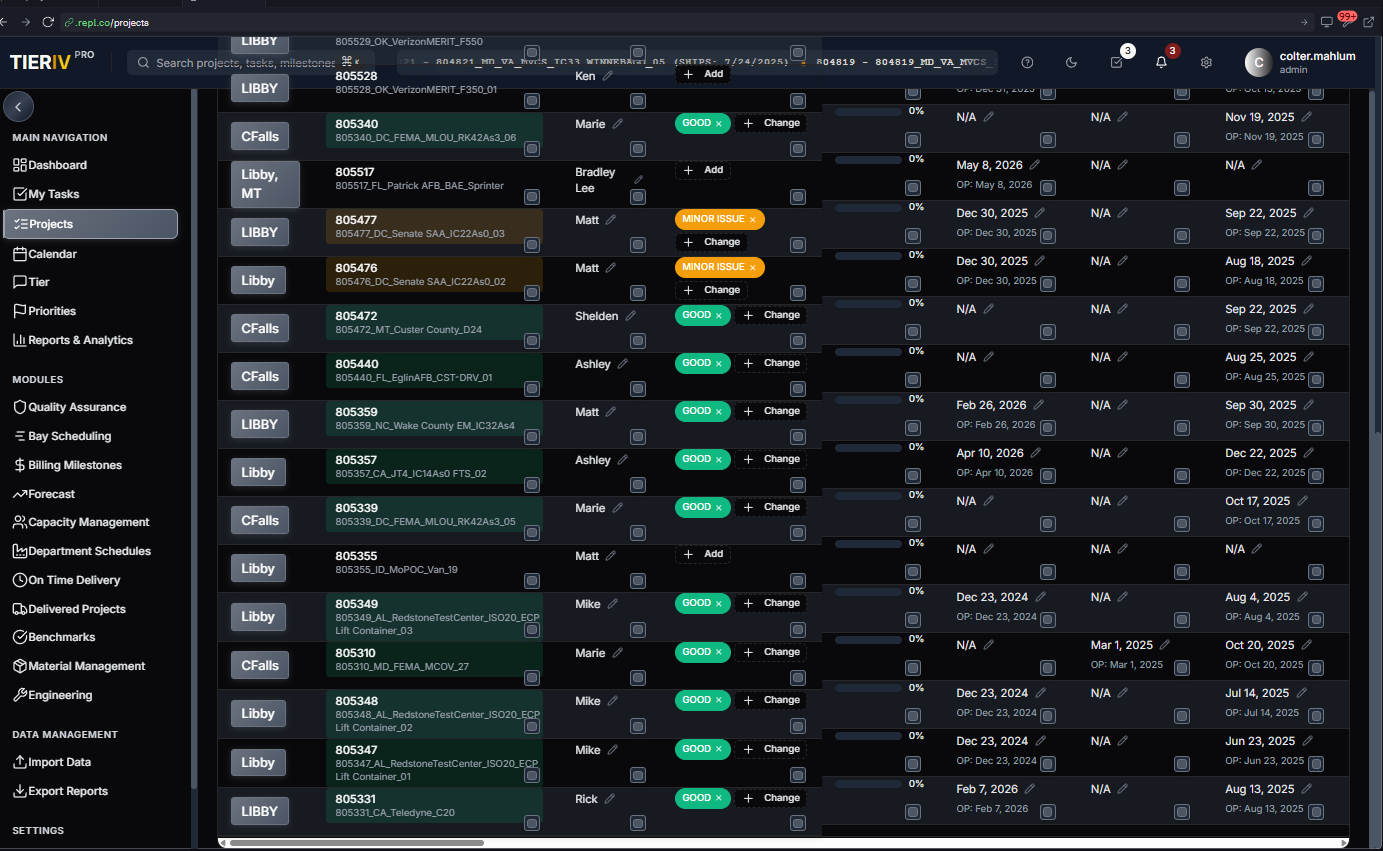 .repl.co/projects
99+
TIERIV PRO
Search projects, tasks, milestones
⌘K
121 - 804821_MD_VA_MVCS_IC33 WINNEBAGO_05 (SHIPS: 7/24/2025) - 804819 - 804819_MD_VA_MVCS_
3
3
C
colter.mahlum
admin
MAIN NAVIGATION
Dashboard
My Tasks
Projects
Calendar
Tier
Priorities
Reports & Analytics
MODULES
Quality Assurance
Bay Scheduling
Billing Milestones
Forecast
Capacity Management
Department Schedules
On Time Delivery
Delivered Projects
Benchmarks
Material Management
Engineering
DATA MANAGEMENT
Import Data
Export Reports
SETTINGS
LIBBY
805529_OK_VerizonMERIT_F550
LIBBY 805528 Ken + Add
805528_OK_VerizonMERIT_F350_01
OP: Dec 31, 2025 OP: Oct 13, 2025
CFalls 805340 Marie GOOD × + Change 0% N/A N/A Nov 19, 2025
805340_DC_FEMA_MLOU_RK42As3_06 OP: Nov 19, 2025
Libby, MT 805517 Bradley Lee + Add 0% May 8, 2026 N/A N/A
805517_FL_Patrick AFB_BAE_Sprinter OP: May 8, 2026
LIBBY 805477 Matt MINOR ISSUE × + Change 0% Dec 30, 2025 N/A Sep 22, 2025
805477_DC_Senate SAA_IC22As0_03 OP: Dec 30, 2025 OP: Sep 22, 2025
Libby 805476 Matt MINOR ISSUE × + Change 0% Dec 30, 2025 N/A Aug 18, 2025
805476_DC_Senate SAA_IC22As0_02 OP: Dec 30, 2025 OP: Aug 18, 2025
CFalls 805472 Shelden GOOD × + Change 0% N/A N/A Sep 22, 2025
805472_MT_Custer County_D24 OP: Sep 22, 2025
CFalls 805440 Ashley GOOD × + Change 0% N/A N/A Aug 25, 2025
805440_FL_EglinAFB_CST-DRV_01 OP: Aug 25, 2025
LIBBY 805359 Matt GOOD × + Change 0% Feb 26, 2026 N/A Sep 30, 2025
805359_NC_Wake County EM_IC32As4 OP: Feb 26, 2026 OP: Sep 30, 2025
Libby 805357 Ashley GOOD × + Change 0% Apr 10, 2026 N/A Dec 22, 2025
805357_CA_JT4_IC14As0 FTS_02 OP: Apr 10, 2026 OP: Dec 22, 2025
CFalls 805339 Marie GOOD × + Change 0% N/A N/A Oct 17, 2025
805339_DC_FEMA_MLOU_RK42As3_05 OP: Oct 17, 2025
Libby 805355 Matt + Add 0% N/A N/A N/A
805355_ID_MoPOC_Van_19
Libby 805349 Mike GOOD × + Change 0% Dec 23, 2024 N/A Aug 4, 2025
805349_AL_RedstoneTestCenter_ISO20_ECP OP: Dec 23, 2024 OP: Aug 4, 2025
Lift Container_03
CFalls 805310 Marie GOOD × + Change 0% N/A Mar 1, 2025 Oct 20, 2025
805310_MD_FEMA_MCOV_27 OP: Mar 1, 2025 OP: Oct 20, 2025
Libby 805348 Mike GOOD × + Change 0% Dec 23, 2024 N/A Jul 14, 2025
805348_AL_RedstoneTestCenter_ISO20_ECP OP: Dec 23, 2024 OP: Jul 14, 2025
Lift Container_02
Libby 805347 Mike GOOD × + Change 0% Dec 23, 2024 N/A Jun 23, 2025
805347_AL_RedstoneTestCenter_ISO20_ECP OP: Dec 23, 2024 OP: Jun 23, 2025
Lift Container_01
LIBBY 805331 Rick GOOD × + Change 0% Feb 7, 2026 N/A Aug 13, 2025
805331_CA_Teledyne_C20 OP: Feb 7, 2026 OP: Aug 13, 2025